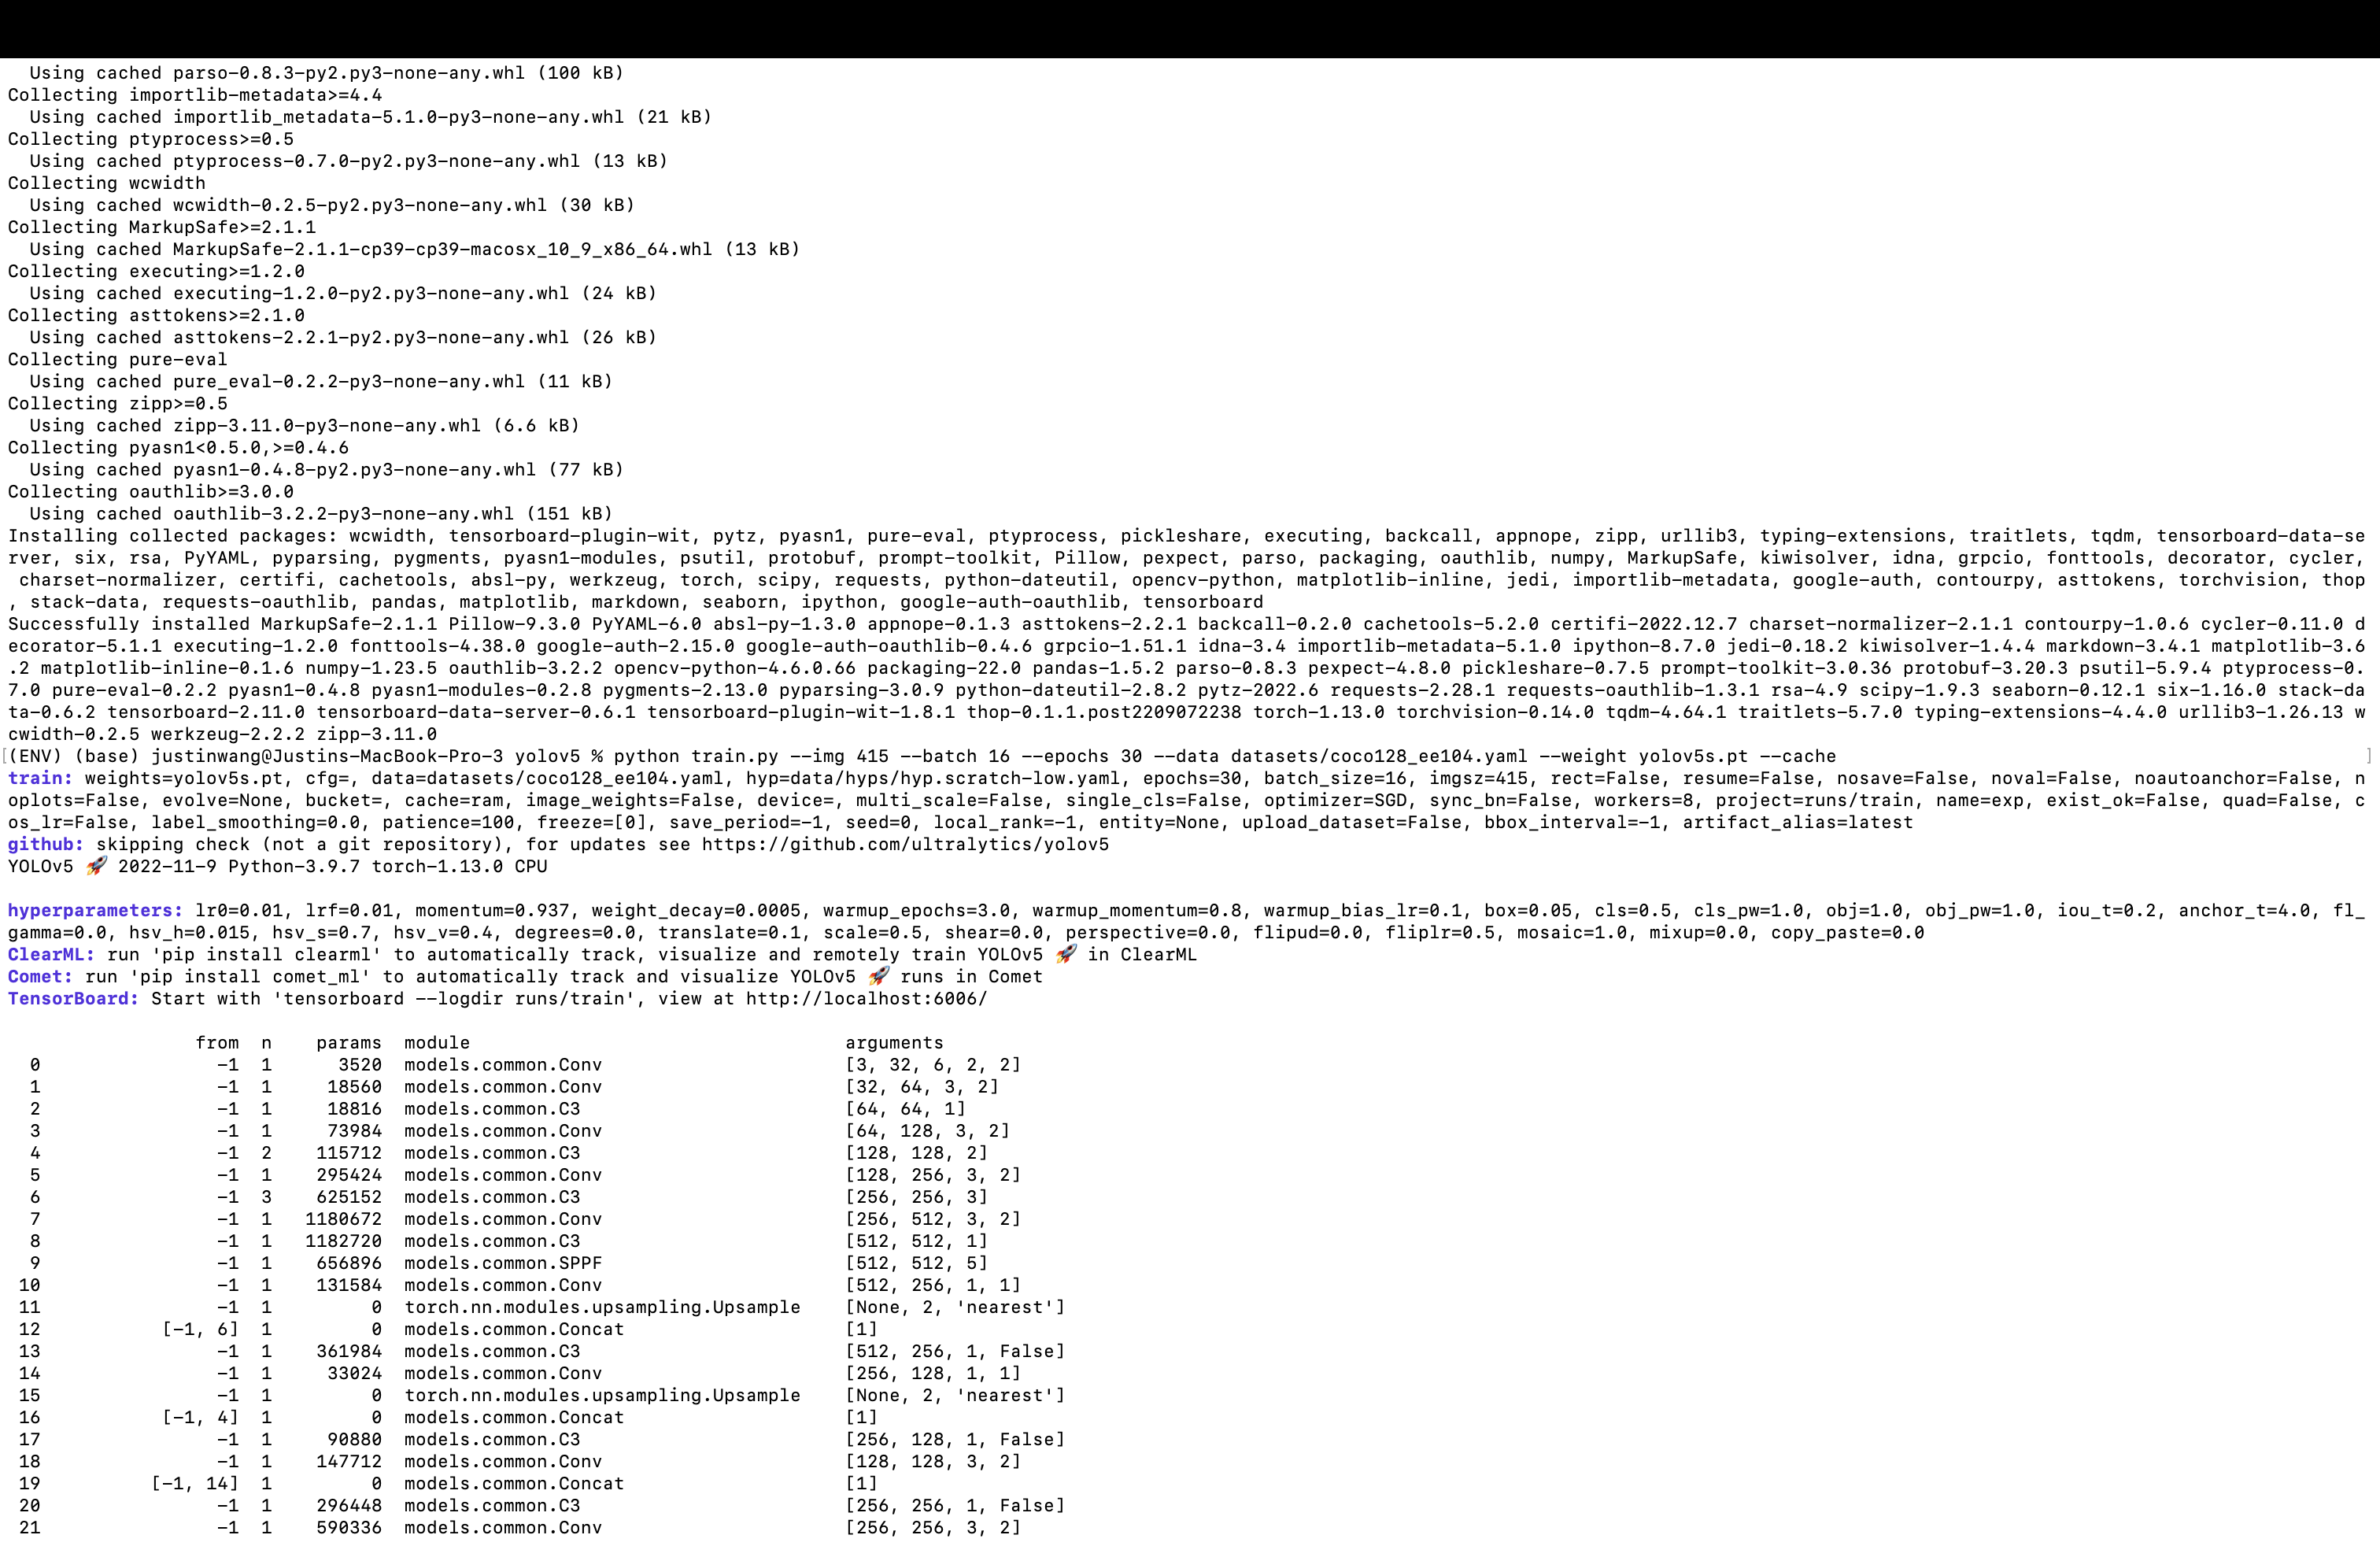 Using cached parso-0.8.3-py2.py3-none-any.whl (100 kB)
Collecting importlib-metadata>=4.4
  Using cached importlib_metadata-5.1.0-py3-none-any.whl (21 kB)
Collecting ptyprocess>=0.5
  Using cached ptyprocess-0.7.0-py2.py3-none-any.whl (13 kB)
Collecting wcwidth
  Using cached wcwidth-0.2.5-py2.py3-none-any.whl (30 kB)
Collecting MarkupSafe>=2.1.1
  Using cached MarkupSafe-2.1.1-cp39-cp39-macosx_10_9_x86_64.whl (13 kB)
Collecting executing>=1.2.0
  Using cached executing-1.2.0-py2.py3-none-any.whl (24 kB)
Collecting asttokens>=2.1.0
  Using cached asttokens-2.2.1-py2.py3-none-any.whl (26 kB)
Collecting pure-eval
  Using cached pure_eval-0.2.2-py3-none-any.whl (11 kB)
Collecting zipp>=0.5
  Using cached zipp-3.11.0-py3-none-any.whl (6.6 kB)
Collecting pyasn1<0.5.0,>=0.4.6
  Using cached pyasn1-0.4.8-py2.py3-none-any.whl (77 kB)
Collecting oauthlib>=3.0.0
  Using cached oauthlib-3.2.2-py3-none-any.whl (151 kB)
Installing collected packages: wcwidth, tensorboard-plugin-wit, pytz, pyasn1, pure-eval, ptyprocess, pickleshare, executing, backcall, appnope, zipp, urllib3, typing-extensions, traitlets, tqdm, tensorboard-data-se
rver, six, rsa, PyYAML, pyparsing, pygments, pyasn1-modules, psutil, protobuf, prompt-toolkit, Pillow, pexpect, parso, packaging, oauthlib, numpy, MarkupSafe, kiwisolver, idna, grpcio, fonttools, decorator, cycler,
 charset-normalizer, certifi, cachetools, absl-py, werkzeug, torch, scipy, requests, python-dateutil, opencv-python, matplotlib-inline, jedi, importlib-metadata, google-auth, contourpy, asttokens, torchvision, thop
, stack-data, requests-oauthlib, pandas, matplotlib, markdown, seaborn, ipython, google-auth-oauthlib, tensorboard
Successfully installed MarkupSafe-2.1.1 Pillow-9.3.0 PyYAML-6.0 absl-py-1.3.0 appnope-0.1.3 asttokens-2.2.1 backcall-0.2.0 cachetools-5.2.0 certifi-2022.12.7 charset-normalizer-2.1.1 contourpy-1.0.6 cycler-0.11.0 d
ecorator-5.1.1 executing-1.2.0 fonttools-4.38.0 google-auth-2.15.0 google-auth-oauthlib-0.4.6 grpcio-1.51.1 idna-3.4 importlib-metadata-5.1.0 ipython-8.7.0 jedi-0.18.2 kiwisolver-1.4.4 markdown-3.4.1 matplotlib-3.6
.2 matplotlib-inline-0.1.6 numpy-1.23.5 oauthlib-3.2.2 opencv-python-4.6.0.66 packaging-22.0 pandas-1.5.2 parso-0.8.3 pexpect-4.8.0 pickleshare-0.7.5 prompt-toolkit-3.0.36 protobuf-3.20.3 psutil-5.9.4 ptyprocess-0.
7.0 pure-eval-0.2.2 pyasn1-0.4.8 pyasn1-modules-0.2.8 pygments-2.13.0 pyparsing-3.0.9 python-dateutil-2.8.2 pytz-2022.6 requests-2.28.1 requests-oauthlib-1.3.1 rsa-4.9 scipy-1.9.3 seaborn-0.12.1 six-1.16.0 stack-da
ta-0.6.2 tensorboard-2.11.0 tensorboard-data-server-0.6.1 tensorboard-plugin-wit-1.8.1 thop-0.1.1.post2209072238 torch-1.13.0 torchvision-0.14.0 tqdm-4.64.1 traitlets-5.7.0 typing-extensions-4.4.0 urllib3-1.26.13 w
cwidth-0.2.5 werkzeug-2.2.2 zipp-3.11.0
[(ENV) (base) justinwang@Justins-MacBook-Pro-3 yolov5 % python train.py --img 415 --batch 16 --epochs 30 --data datasets/coco128_ee104.yaml --weight yolov5s.pt --cache ]
train: weights=yolov5s.pt, cfg=, data=datasets/coco128_ee104.yaml, hyp=data/hyps/hyp.scratch-low.yaml, epochs=30, batch_size=16, imgsz=415, rect=False, resume=False, nosave=False, noval=False, noautoanchor=False, n
oplots=False, evolve=None, bucket=, cache=ram, image_weights=False, device=, multi_scale=False, single_cls=False, optimizer=SGD, sync_bn=False, workers=8, project=runs/train, name=exp, exist_ok=False, quad=False, c
os_lr=False, label_smoothing=0.0, patience=100, freeze=[0], save_period=-1, seed=0, local_rank=-1, entity=None, upload_dataset=False, bbox_interval=-1, artifact_alias=latest
github: skipping check (not a git repository), for updates see https://github.com/ultralytics/yolov5
YOLOv5 🚀 2022-11-9 Python-3.9.7 torch-1.13.0 CPU
hyperparameters: lr0=0.01, lrf=0.01, momentum=0.937, weight_decay=0.0005, warmup_epochs=3.0, warmup_momentum=0.8, warmup_bias_lr=0.1, box=0.05, cls=0.5, cls_pw=1.0, obj=1.0, obj_pw=1.0, iou_t=0.2, anchor_t=4.0, fl_
gamma=0.0, hsv_h=0.015, hsv_s=0.7, hsv_v=0.4, degrees=0.0, translate=0.1, scale=0.5, shear=0.0, perspective=0.0, flipud=0.0, fliplr=0.5, mosaic=1.0, mixup=0.0, copy_paste=0.0
ClearML: run 'pip install clearml' to automatically track, visualize and remotely train YOLOv5 🚀 in ClearML
Comet: run 'pip install comet_ml' to automatically track and visualize YOLOv5 🚀 runs in Comet
TensorBoard: Start with 'tensorboard --logdir runs/train', view at http://localhost:6006/
                 from  n    params  module                                  arguments
  0                -1  1      3520  models.common.Conv                      [3, 32, 6, 2, 2]
  1                -1  1     18560  models.common.Conv                      [32, 64, 3, 2]
  2                -1  1     18816  models.common.C3                        [64, 64, 1]
  3                -1  1     73984  models.common.Conv                      [64, 128, 3, 2]
  4                -1  2    115712  models.common.C3                        [128, 128, 2]
  5                -1  1    295424  models.common.Conv                      [128, 256, 3, 2]
  6                -1  3    625152  models.common.C3                        [256, 256, 3]
  7                -1  1   1180672  models.common.Conv                      [256, 512, 3, 2]
  8                -1  1   1182720  models.common.C3                        [512, 512, 1]
  9                -1  1    656896  models.common.SPPF                      [512, 512, 5]
 10                -1  1    131584  models.common.Conv                      [512, 256, 1, 1]
 11                -1  1         0  torch.nn.modules.upsampling.Upsample    [None, 2, 'nearest']
 12           [-1, 6]  1         0  models.common.Concat                    [1]
 13                -1  1    361984  models.common.C3                        [512, 256, 1, False]
 14                -1  1     33024  models.common.Conv                      [256, 128, 1, 1]
 15                -1  1         0  torch.nn.modules.upsampling.Upsample    [None, 2, 'nearest']
 16           [-1, 4]  1         0  models.common.Concat                    [1]
 17                -1  1     90880  models.common.C3                        [256, 128, 1, False]
 18                -1  1    147712  models.common.Conv                      [128, 128, 3, 2]
 19          [-1, 14]  1         0  models.common.Concat                    [1]
 20                -1  1    296448  models.common.C3                        [256, 256, 1, False]
 21                -1  1    590336  models.common.Conv                      [256, 256, 3, 2]